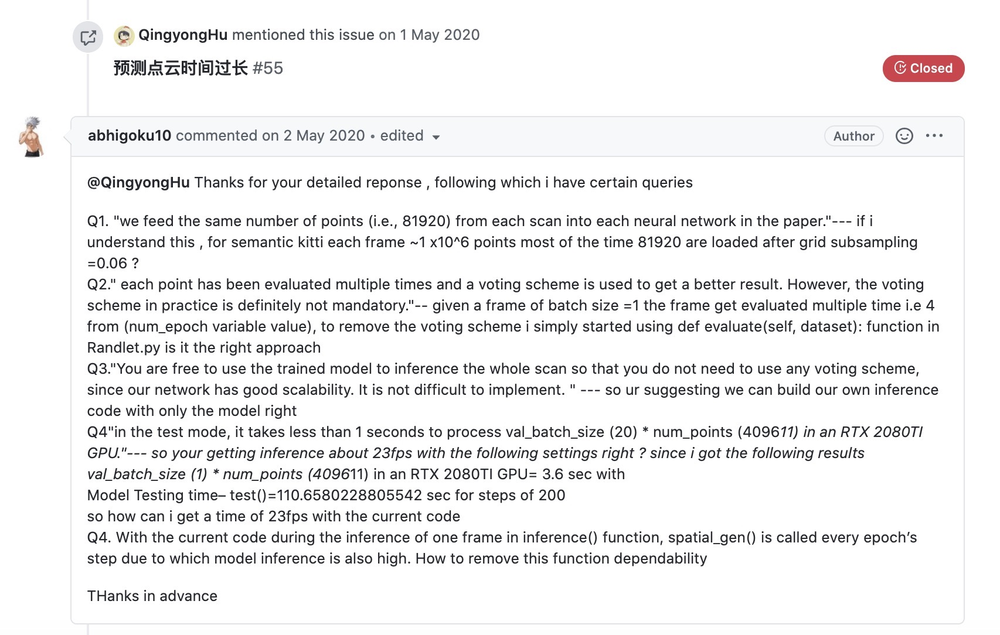 QingyongHu mentioned this issue on 1 May 2020
预测点云时间过长 #55
Closed
abhigoku10 commented on 2 May 2020 • edited
Author
@QingyongHu Thanks for your detailed reponse , following which i have certain queries
Q1. "we feed the same number of points (i.e., 81920) from each scan into each neural network in the paper."--- if i
understand this , for semantic kitti each frame ~1 x10^6 points most of the time 81920 are loaded after grid subsampling
=0.06 ?
Q2." each point has been evaluated multiple times and a voting scheme is used to get a better result. However, the voting
scheme in practice is definitely not mandatory."-- given a frame of batch size =1 the frame get evaluated multiple time i.e 4
from (num_epoch variable value), to remove the voting scheme i simply started using def evaluate(self, dataset): function in
Randlet.py is it the right approach
Q3."You are free to use the trained model to inference the whole scan so that you do not need to use any voting scheme,
since our network has good scalability. It is not difficult to implement. " --- so ur suggesting we can build our own inference
code with only the model right
Q4"in the test mode, it takes less than 1 seconds to process val_batch_size (20) * num_points (409611) in an RTX 2080TI
GPU."--- so your getting inference about 23fps with the following settings right ? since i got the following results
val_batch_size (1) * num_points (409611) in an RTX 2080TI GPU= 3.6 sec with
Model Testing time– test()=110.6580228805542 sec for steps of 200
so how can i get a time of 23fps with the current code
Q4. With the current code during the inference of one frame in inference() function, spatial_gen() is called every epoch’s
step due to which model inference is also high. How to remove this function dependability
THanks in advance